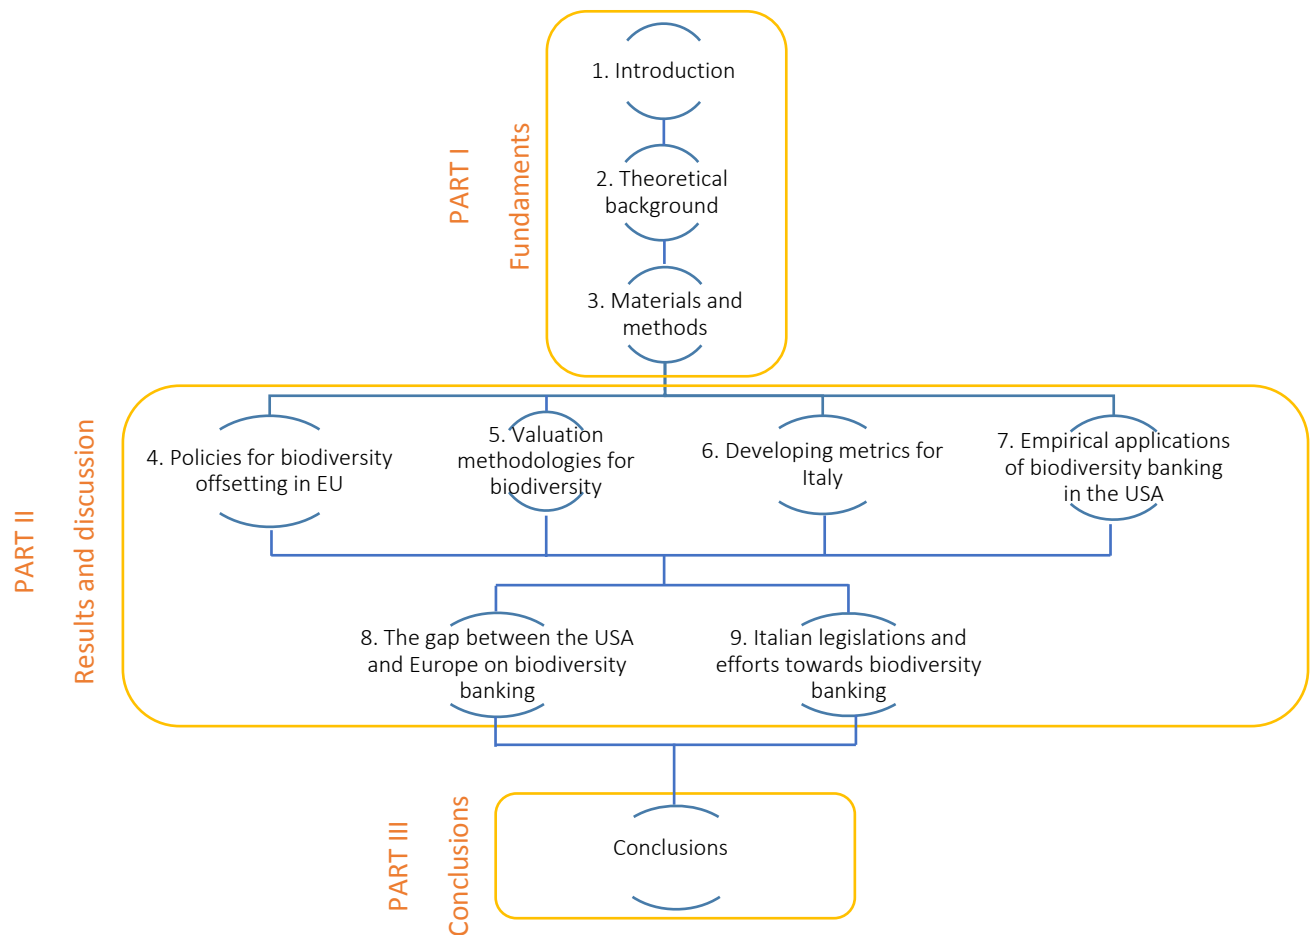 PART I
Fundaments
1. Introduction
2. Theoretical
background
3. Materials and
methods
PART II
Results and discussion
4. Policies for biodiversity
offsetting in EU
5. Valuation
methodologies for
biodiversity
6. Developing metrics for
Italy
7. Empirical applications
of biodiversity banking
in the USA
8. The gap between the USA
and Europe on biodiversity
banking
9. Italian legislations and
efforts towards biodiversity
banking
PART III
Conclusions
Conclusions